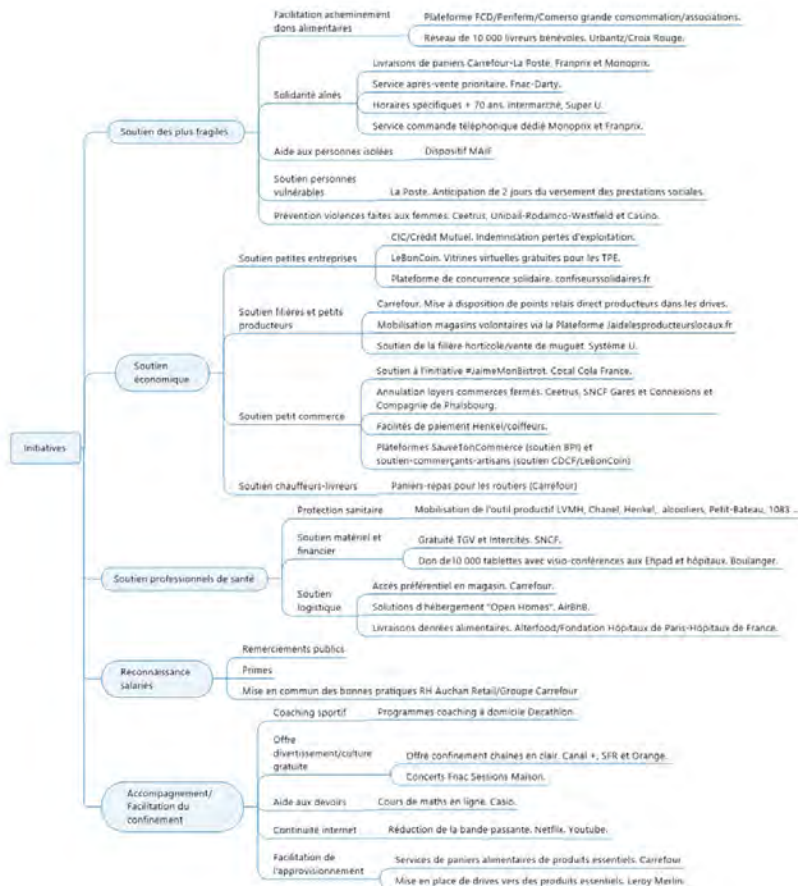 Initiatives
Soutien des plus fragiles
Facilitation acheminement
dons alimentaires
Plateforme FCD/Perifem/Comerso grande consommation/associations.
Réseau de 10 000 livreurs bénévoles. Urbantz/Croix Rouge.
Solidarité aînés
Livraisons de paniers Carrefour-La Poste, Franprix et Monoprix.
Service après-vente prioritaire. Fnac-Darty.
Horaires spécifiques + 70 ans. Intermarché, Super U.
Service commande téléphonique dédié Monoprix et Franprix.
Aide aux personnes isolées
Dispositif MAIF
Soutien personnes
vulnérables
La Poste. Anticipation de 2 jours du versement des prestations sociales.
Prévention violences faites aux femmes. Ceetrus, Unibail-Rodamco-Westfield et Casino.
Soutien
économique
Soutien petites entreprises
CIC/Crédit Mutuel. Indemnisation pertes d'exploitation.
LeBonCoin. Vitrines virtuelles gratuites pour les TPE.
Plateforme de concurrence solidaire. confiseurssolidaires.fr
Soutien filières et petits
producteurs
Carrefour. Mise à disposition de points relais direct producteurs dans les drives.
Mobilisation magasins volontaires via la Plateforme Jaidelesproducteurslocaux.fr
Soutien de la filière horticole/vente de muguet. Système U.
Soutien petit commerce
Soutien à l'initiative #JaimeMonBistrot. Cocal Cola France.
Annulation loyers commerces fermés. Ceetrus, SNCF Gares et Connexions et
Compagnie de Phalsbourg.
Facilités de paiement Henkel/coiffeurs.
Plateformes SauveTonCommerce (soutien BPI) et
soutien-commerçants-artisans (soutien CDCF/LeBonCoin)
Soutien chauffeurs-livreurs
Paniers-repas pour les routiers (Carrefour)
Soutien professionnels de santé
Protection sanitaire
Mobilisation de l'outil productif LVMH, Chanel, Henkel, alcooliers, Petit-Bateau, 1083 ...
Soutien matériel et
financier
Gratuité TGV et Intercités. SNCF.
Don de10 000 tablettes avec visio-conférences aux Ehpad et hôpitaux. Boulanger.
Soutien
logistique
Accès préférentiel en magasin. Carrefour.
Solutions d'hébergement "Open Homes". AirBnB.
Livraisons denrées alimentaires. Alterfood/Fondation Hôpitaux de Paris-Hôpitaux de France.
Reconnaissance
salariés
Remerciements publics
Primes
Mise en commun des bonnes pratiques RH Auchan Retail/Groupe Carrefour
Accompagnement/
Facilitation du
confinement
Coaching sportif
Programmes coaching à domicile Decathlon.
Offre
divertissement/culture
gratuite
Offre confinement chaînes en clair. Canal +, SFR et Orange.
Concerts Fnac Sessions Maison.
Aide aux devoirs
Cours de maths en ligne. Casio.
Continuité internet
Réduction de la bande passante. Netflix. Youtube.
Facilitation de
l'approvisionnement
Services de paniers alimentaires de produits essentiels. Carrefour
Mise en place de drives vers des produits essentiels. Leroy Merlin.